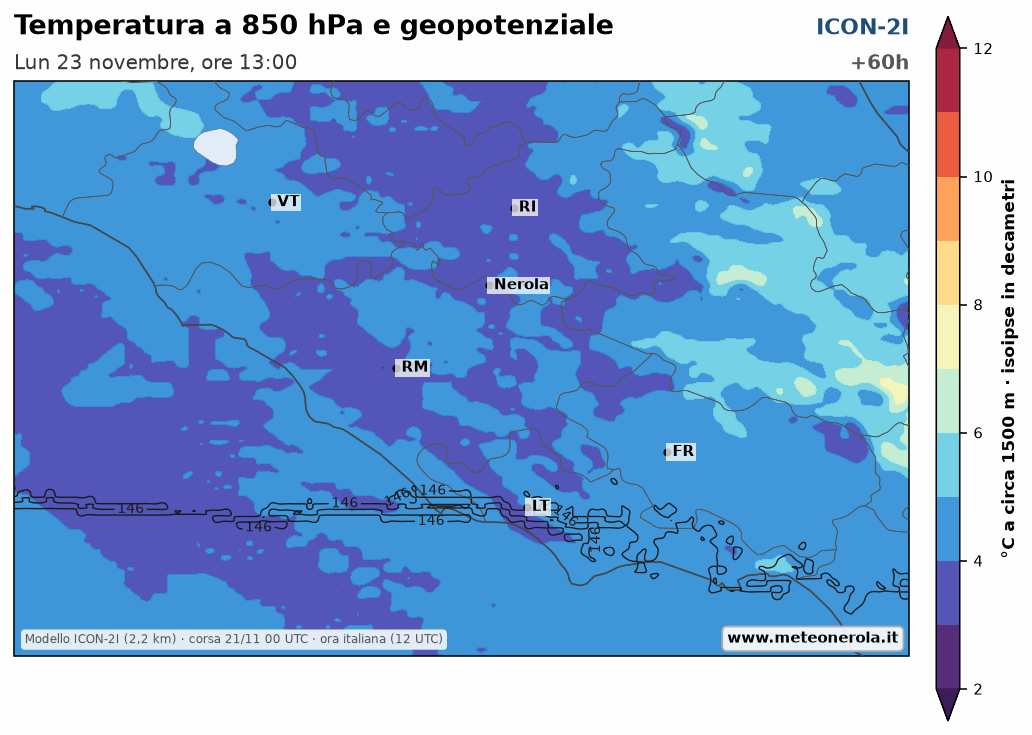 Temperatura a 850 hPa e geopotenziale
ICON-2I
Lun 23 novembre, ore 13:00
+60h
12
10
8
6
4
2
°C a circa 1500 m · isoipse in decametri
VT
RI
Nerola
RM
FR
LT
146
146
146
146
146
146
146
146
Modello ICON-2I (2,2 km) · corsa 21/11 00 UTC · ora italiana (12 UTC)
www.meteonerola.it